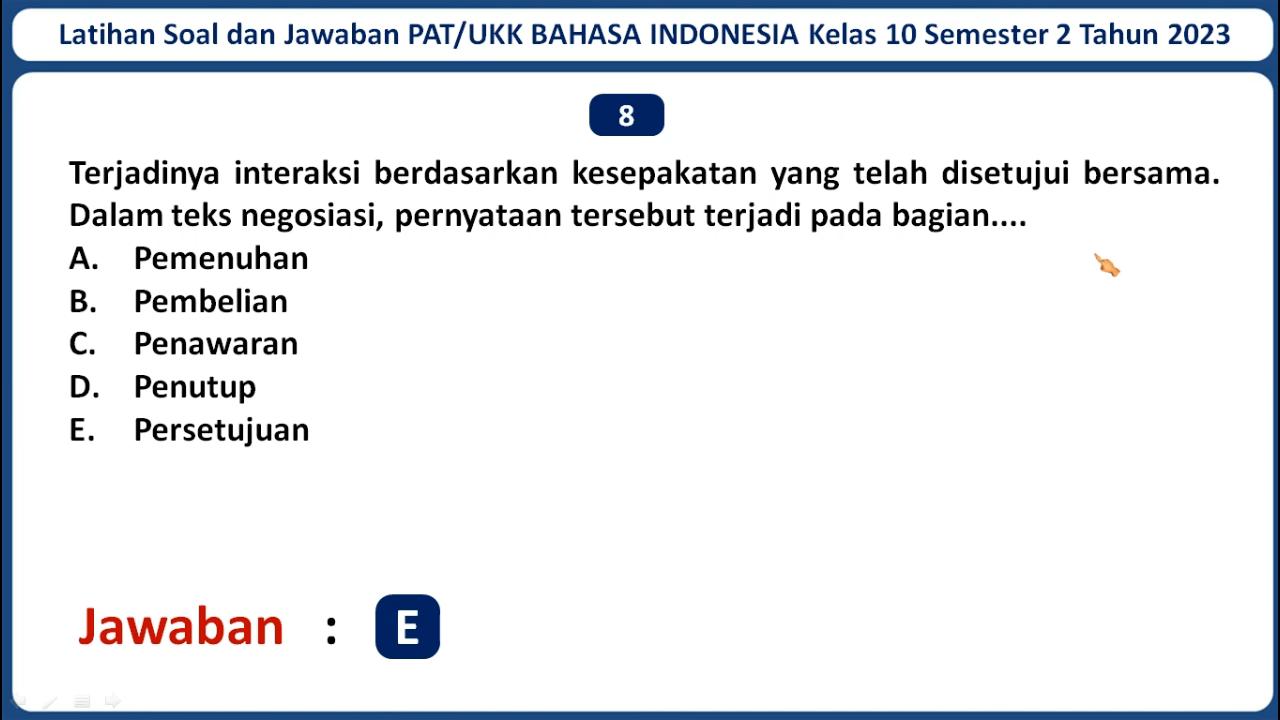 Latihan Soal dan Jawaban PAT/UKK BAHASA INDONESIA Kelas 10 Semester 2 Tahun 2023
8
Terjadinya interaksi berdasarkan kesepakatan yang telah disetujui bersama.
Dalam teks negosiasi, pernyataan tersebut terjadi pada bagian....
A. Pemenuhan
B. Pembelian
C. Penawaran
D. Penutup
E. Persetujuan
Jawaban : E